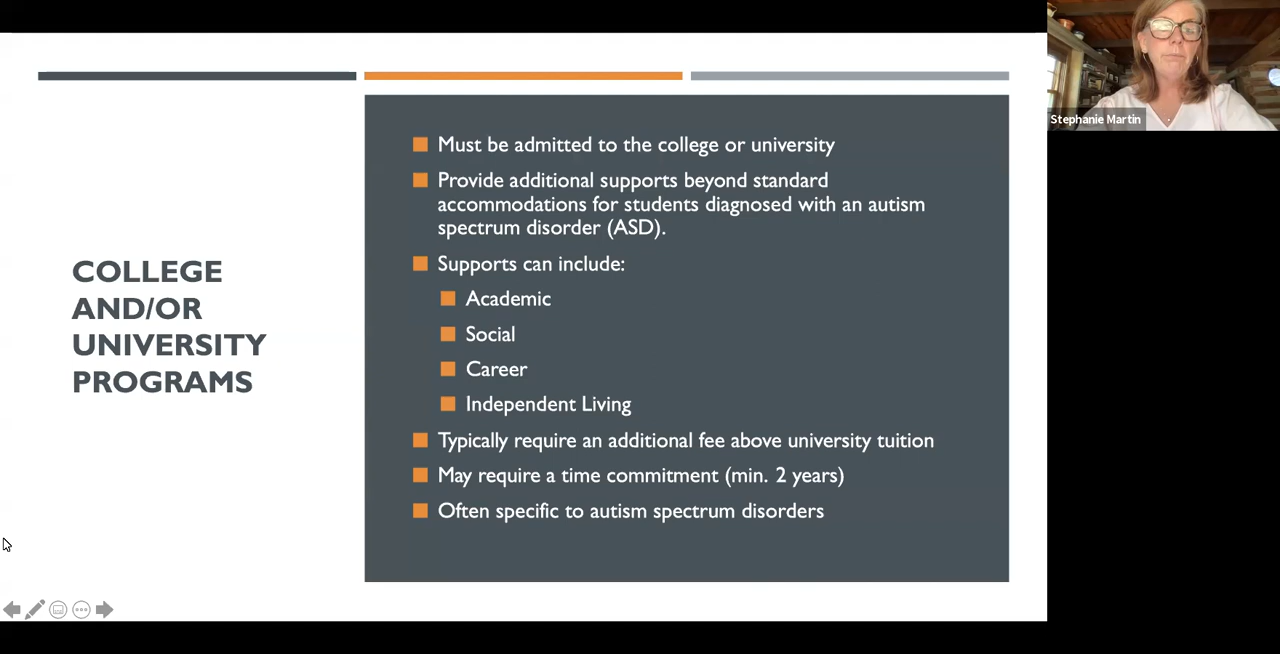 COLLEGE
AND/OR
UNIVERSITY
PROGRAMS
Must be admitted to the college or university
Provide additional supports beyond standard
accommodations for students diagnosed with an autism
spectrum disorder (ASD).
Supports can include:
Academic
Social
Career
Independent Living
Typically require an additional fee above university tuition
May require a time commitment (min. 2 years)
Often specific to autism spectrum disorders
Stephanie Martin